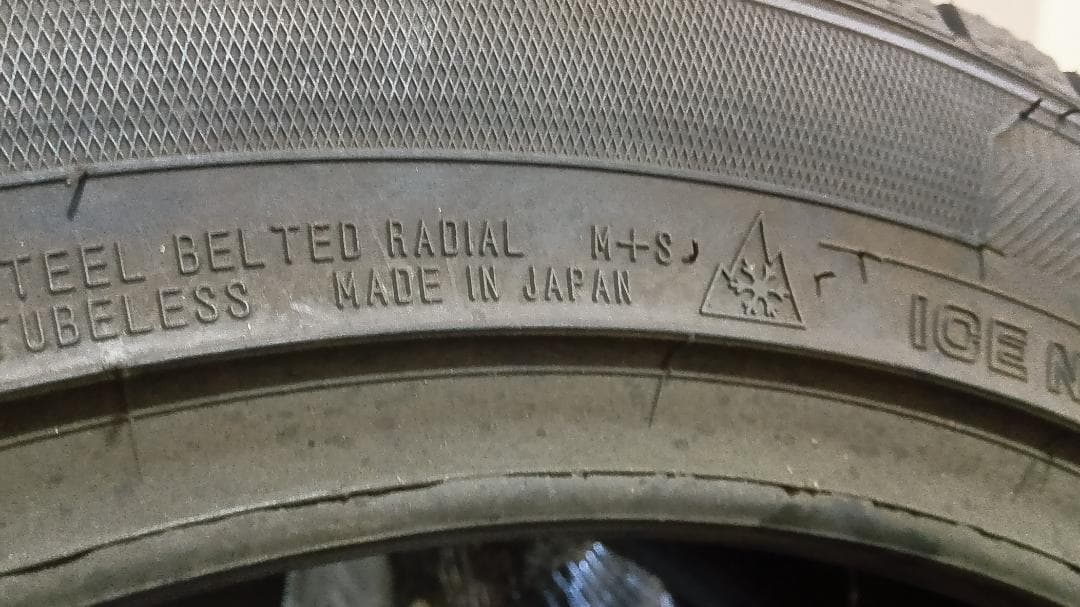 TEEL BELTED RADIAL M+S
TUBELESS MADE IN JAPAN
ICE N